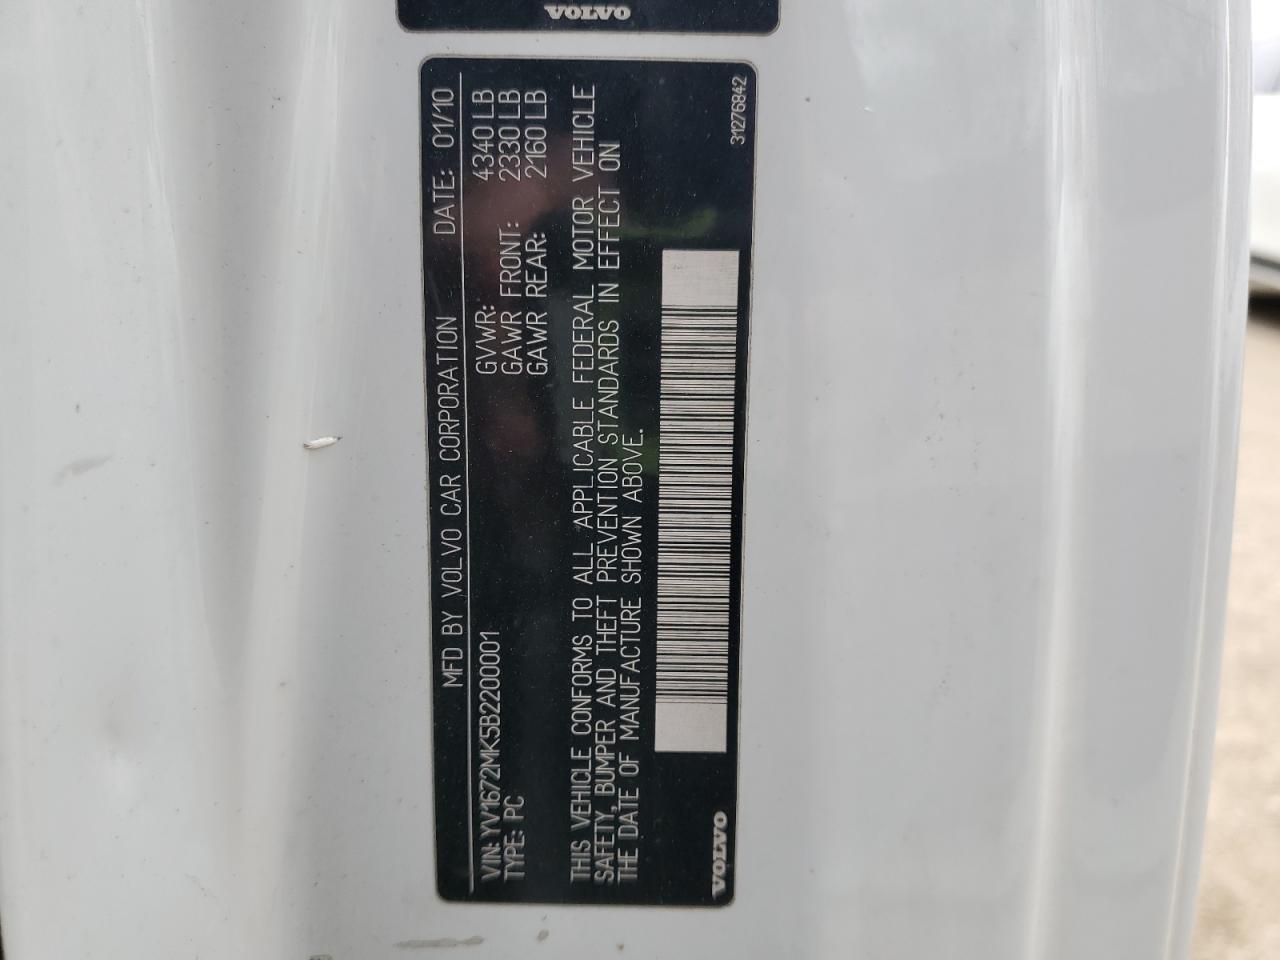 VOLVO
MFD BY VOLVO CAR CORPORATION DATE: 01/10
VIN: YV1672MK5B2200001 GVWR: 4340 LB
TYPE: PC GAWR FRONT: 2330 LB
GAWR REAR: 2160 LB
THIS VEHICLE CONFORMS TO ALL APPLICABLE FEDERAL MOTOR VEHICLE
SAFETY, BUMPER AND THEFT PREVENTION STANDARDS IN EFFECT ON
THE DATE OF MANUFACTURE SHOWN ABOVE.
VOLVO 31276842